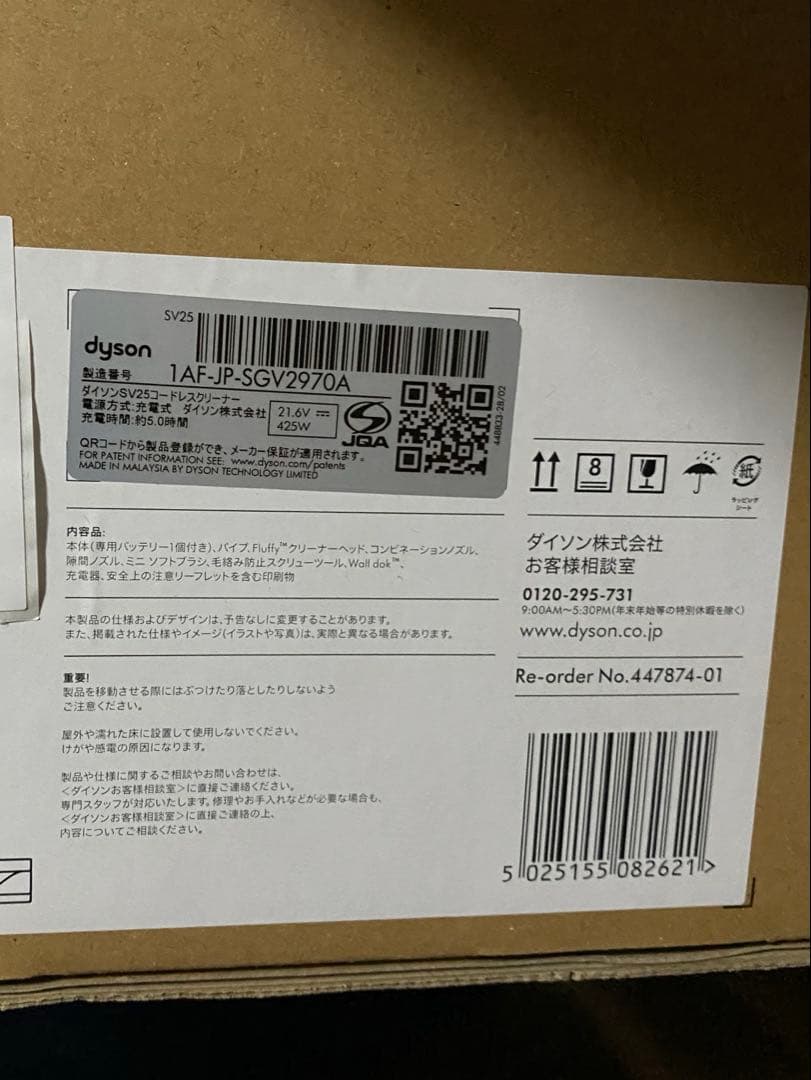 SV25
dyson
製造番号 1AF-JP-SGV2970A
ダイソンSV25コードレスクリーナー
電源方式:充電式 ダイソン株式会社
充電時間:約5.0時間
21.6V
425W
JQA
448833-28/02
QRコードから製品登録ができ、メーカー保証が適用されます。
FOR PATENT INFORMATION SEE: www.dyson.com/patents
MADE IN MALAYSIA BY DYSON TECHNOLOGY LIMITED
内容品:
本体(専用バッテリー1個付き)、パイプ、Fluffy™クリーナーヘッド、コンビネーションノズル、
隙間ノズル、ミニ ソフトブラシ、毛絡み防止スクリューツール、Wall dok™、
充電器、安全上の注意リーフレットを含む印刷物
本製品の仕様およびデザインは、予告なしに変更することがあります。
また、掲載された仕様やイメージ(イラストや写真)は、実際と異なる場合があります。
重要!
製品を移動させる際にはぶつけたり落としたりしないよう
ご注意ください。
屋外や濡れた床に設置して使用しないでください。
けがや感電の原因になります。
製品や仕様に関するご相談やお問い合わせは、
<ダイソンお客様相談室>に直接ご連絡ください。
専門スタッフが対応いたします。修理やお手入れなどが必要な場合も、
<ダイソンお客様相談室>に直接ご連絡の上、
内容についてご相談ください。
8
紙
ラッピング
シート
ダイソン株式会社
お客様相談室
0120-295-731
9:00AM〜5:30PM(年末年始等の特別休暇を除く)
www.dyson.co.jp
Re-order No.447874-01
5 025155 082621 >